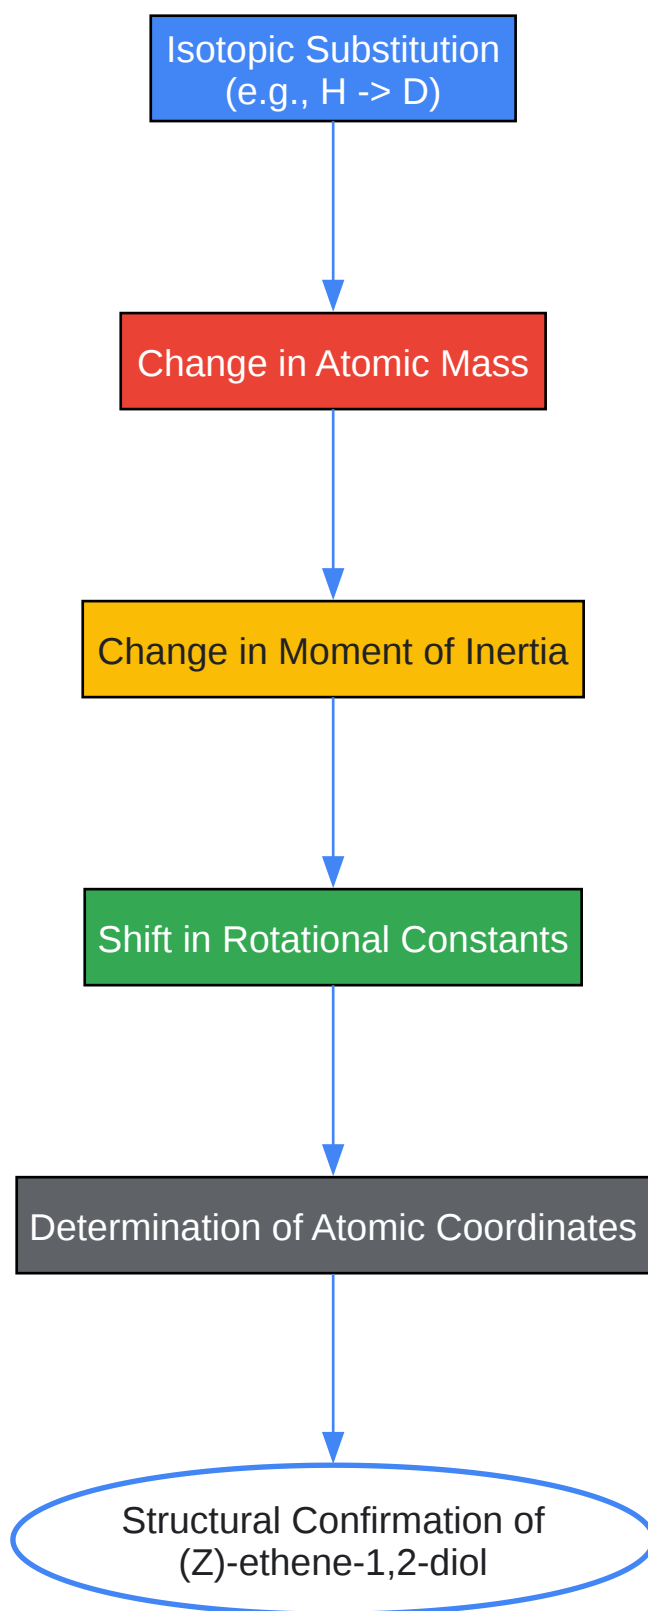 Isotopic Substitution
(e.g., H -> D)
Change in Atomic Mass
Change in Moment of Inertia
Shift in Rotational Constants
Determination of Atomic Coordinates
Structural Confirmation of
(Z)-ethene-1,2-diol